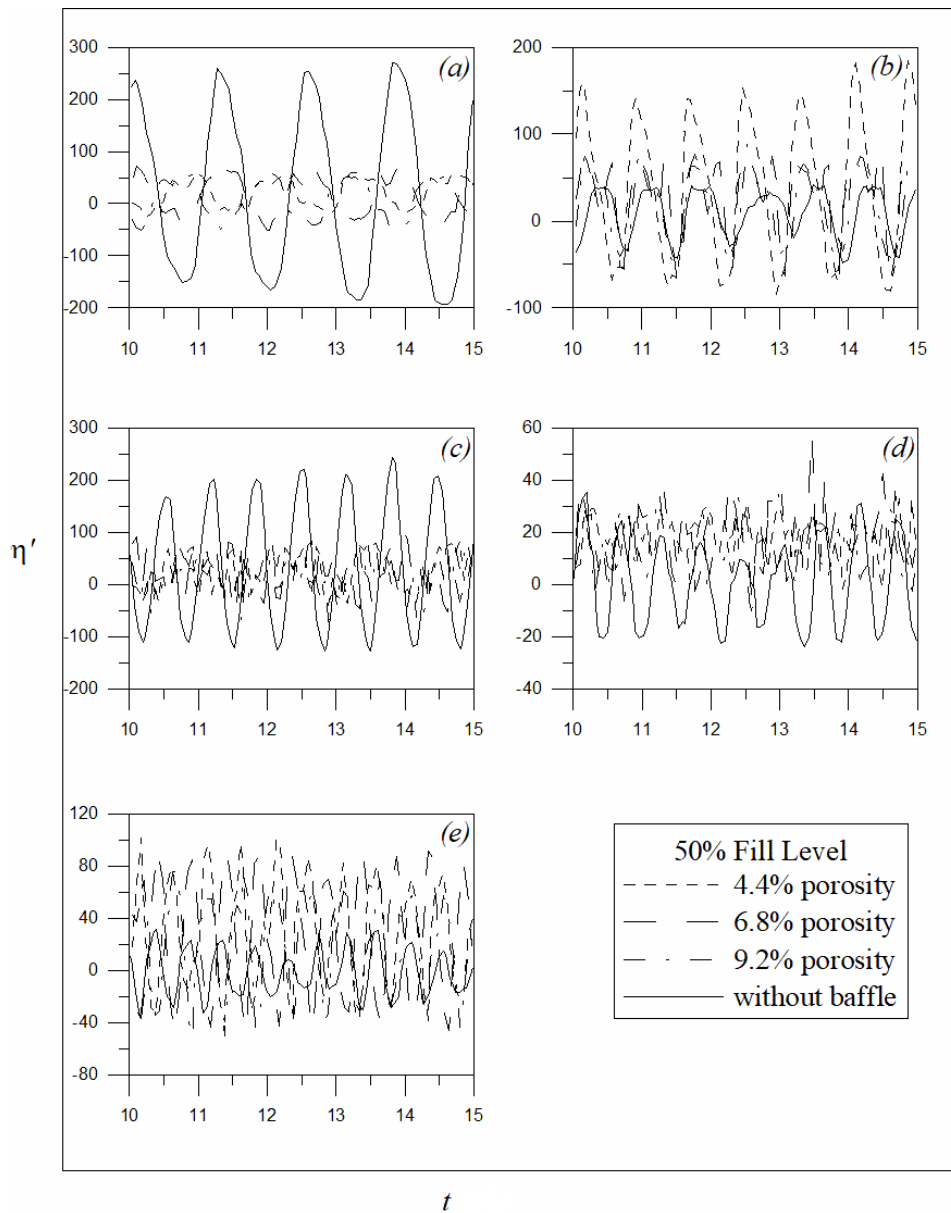 300
200
100
0
-100
-200
(a)
10 11 12 13 14 15
200
100
0
-100
(b)
10 11 12 13 14 15
η′
300
200
100
0
-100
-200
(c)
10 11 12 13 14 15
60
40
20
0
-20
-40
(d)
10 11 12 13 14 15
120
80
40
0
-40
-80
(e)
10 11 12 13 14 15
50% Fill Level
4.4% porosity
6.8% porosity
9.2% porosity
without baffle
t